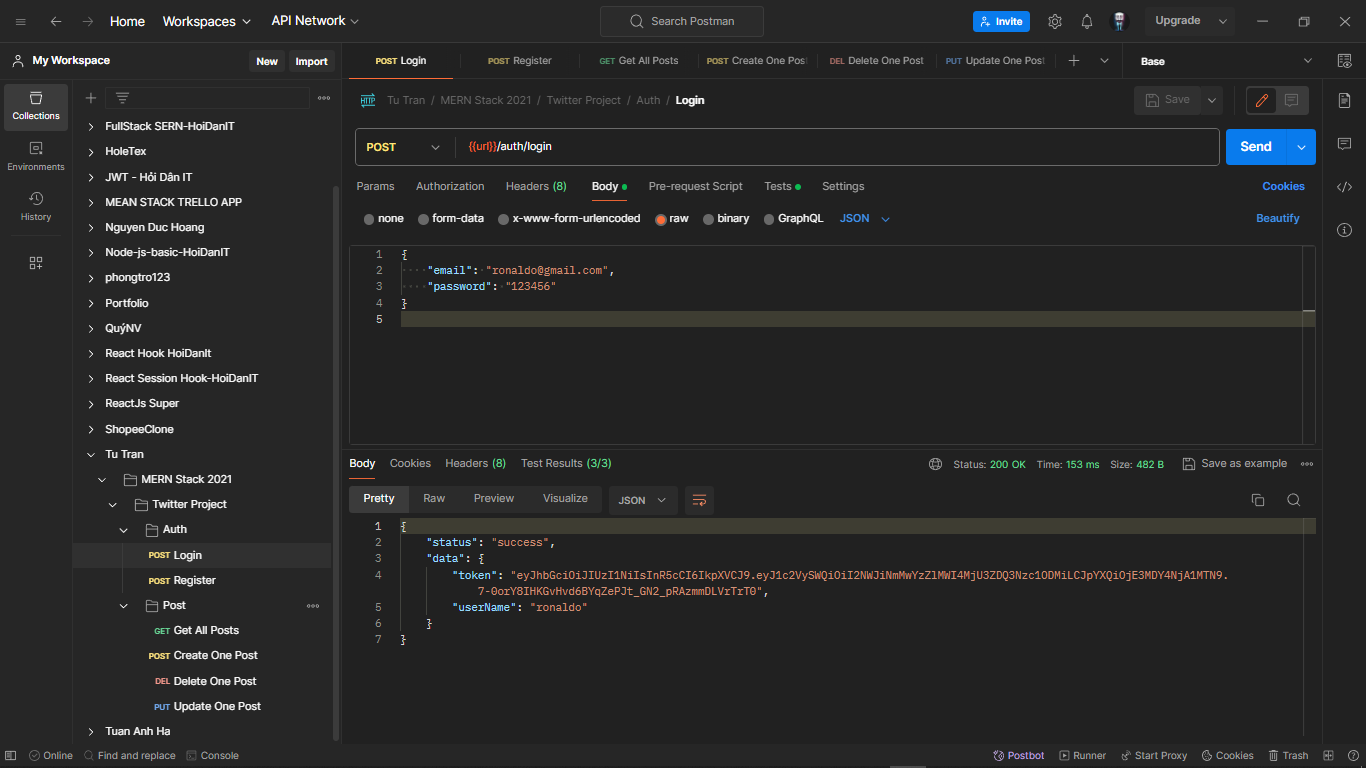 Home Workspaces API Network Search Postman Invite Upgrade
My Workspace New Import
POST Login POST Register GET Get All Posts POST Create One Pos DEL Delete One Post PUT Update One Post Base
Collections
Environments
History
FullStack SERN-HoiDanIT
HoleTex
JWT - Hỏi Dân IT
MEAN STACK TRELLO APP
Nguyen Duc Hoang
Node-js-basic-HoiDanIT
phongtro123
Portfolio
QuýNV
React Hook HoiDanIt
React Session Hook-HoiDanIT
ReactJs Super
ShopeeClone
Tu Tran
MERN Stack 2021
Twitter Project
Auth
POST Login
POST Register
Post
GET Get All Posts
POST Create One Post
DEL Delete One Post
PUT Update One Post
Tuan Anh Ha
HTTP Tu Tran / MERN Stack 2021 / Twitter Project / Auth / Login Save
POST {{url}}/auth/login Send
Params Authorization Headers (8) Body Pre-request Script Tests Settings Cookies
none form-data x-www-form-urlencoded raw binary GraphQL JSON Beautify
1 {
2 "email": "ronaldo@gmail.com",
3 "password": "123456"
4 }
5
Body Cookies Headers (8) Test Results (3/3) Status: 200 OK Time: 153 ms Size: 482 B Save as example
Pretty Raw Preview Visualize JSON
1 {
2 "status": "success",
3 "data": {
4 "token": "eyJhbGciOiJIUzI1NiIsInR5cCI6IkpXVCJ9.eyJ1c2VySWQiOiI2NWJiNmMwYzZlMWI4MjU3ZDQ3Nzc1ODMiLCJpYXQiOjE3MDY4NjA1MTN9.
7-0orY8IHKGvHvd6BYqZePJt_GN2_pRAzmmDLVrTrT0",
5 "userName": "ronaldo"
6 }
7 }
Online Find and replace Console Postbot Runner Start Proxy Cookies Trash